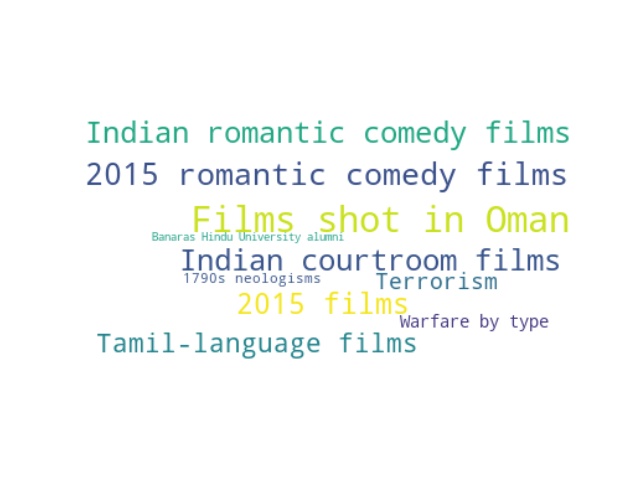 Indian romantic comedy films
2015 romantic comedy films
Films shot in Oman
Banaras Hindu University alumni
Indian courtroom films
1790s neologisms
Terrorism
2015 films
Warfare by type
Tamil-language films